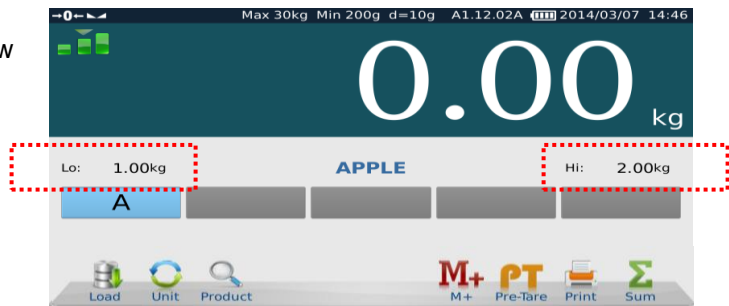 →0← Max 30kg Min 200g d=10g A1.12.02A 2014/03/07 14:46
w
0.00 kg
Lo: 1.00kg APPLE Hi: 2.00kg
A
M+ PT Σ
Load Unit Product M+ Pre-Tare Print Sum